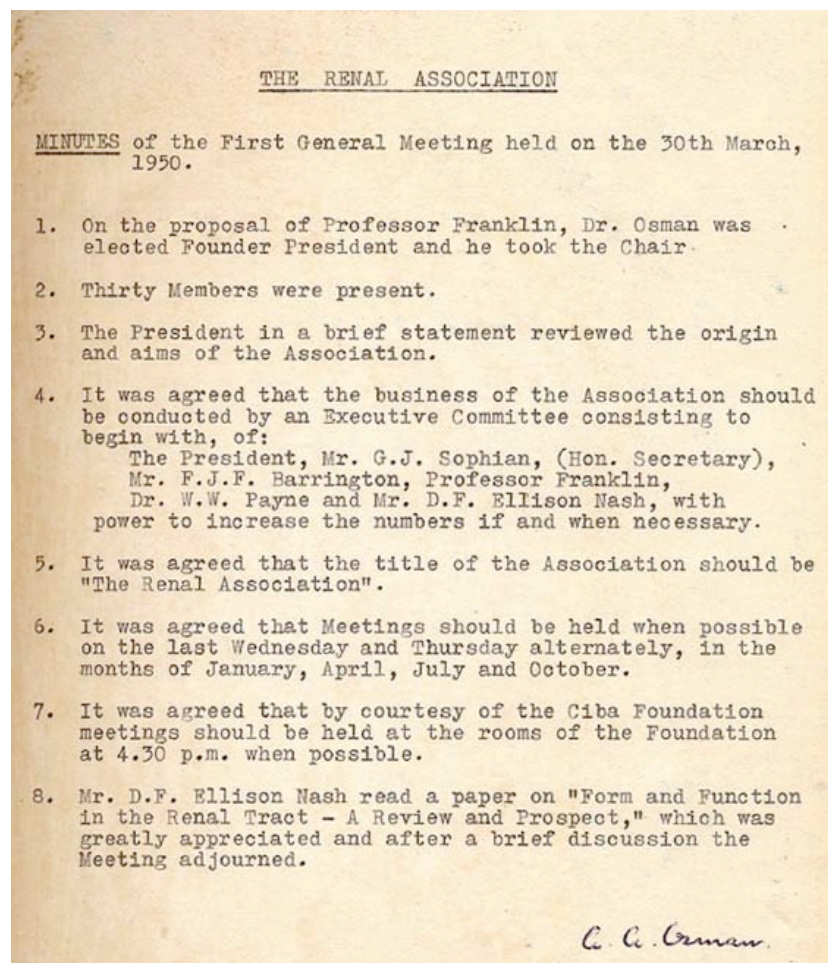 THE RENAL ASSOCIATION
MINUTES of the First General Meeting held on the 30th March,
1950.
1. On the proposal of Professor Franklin, Dr. Osman was
elected Founder President and he took the Chair.
2. Thirty Members were present.
3. The President in a brief statement reviewed the origin
and aims of the Association.
4. It was agreed that the business of the Association should
be conducted by an Executive Committee consisting to
begin with, of:
The President, Mr. G.J. Sophian, (Hon. Secretary),
Mr. F.J.F. Barrington, Professor Franklin,
Dr. W.W. Payne and Mr. D.F. Ellison Nash, with
power to increase the numbers if and when necessary.
5. It was agreed that the title of the Association should be
"The Renal Association".
6. It was agreed that Meetings should be held when possible
on the last Wednesday and Thursday alternately, in the
months of January, April, July and October.
7. It was agreed that by courtesy of the Ciba Foundation
meetings should be held at the rooms of the Foundation
at 4.30 p.m. when possible.
8. Mr. D.F. Ellison Nash read a paper on "Form and Function
in the Renal Tract - A Review and Prospect," which was
greatly appreciated and after a brief discussion the
Meeting adjourned.
A. A. Osman.